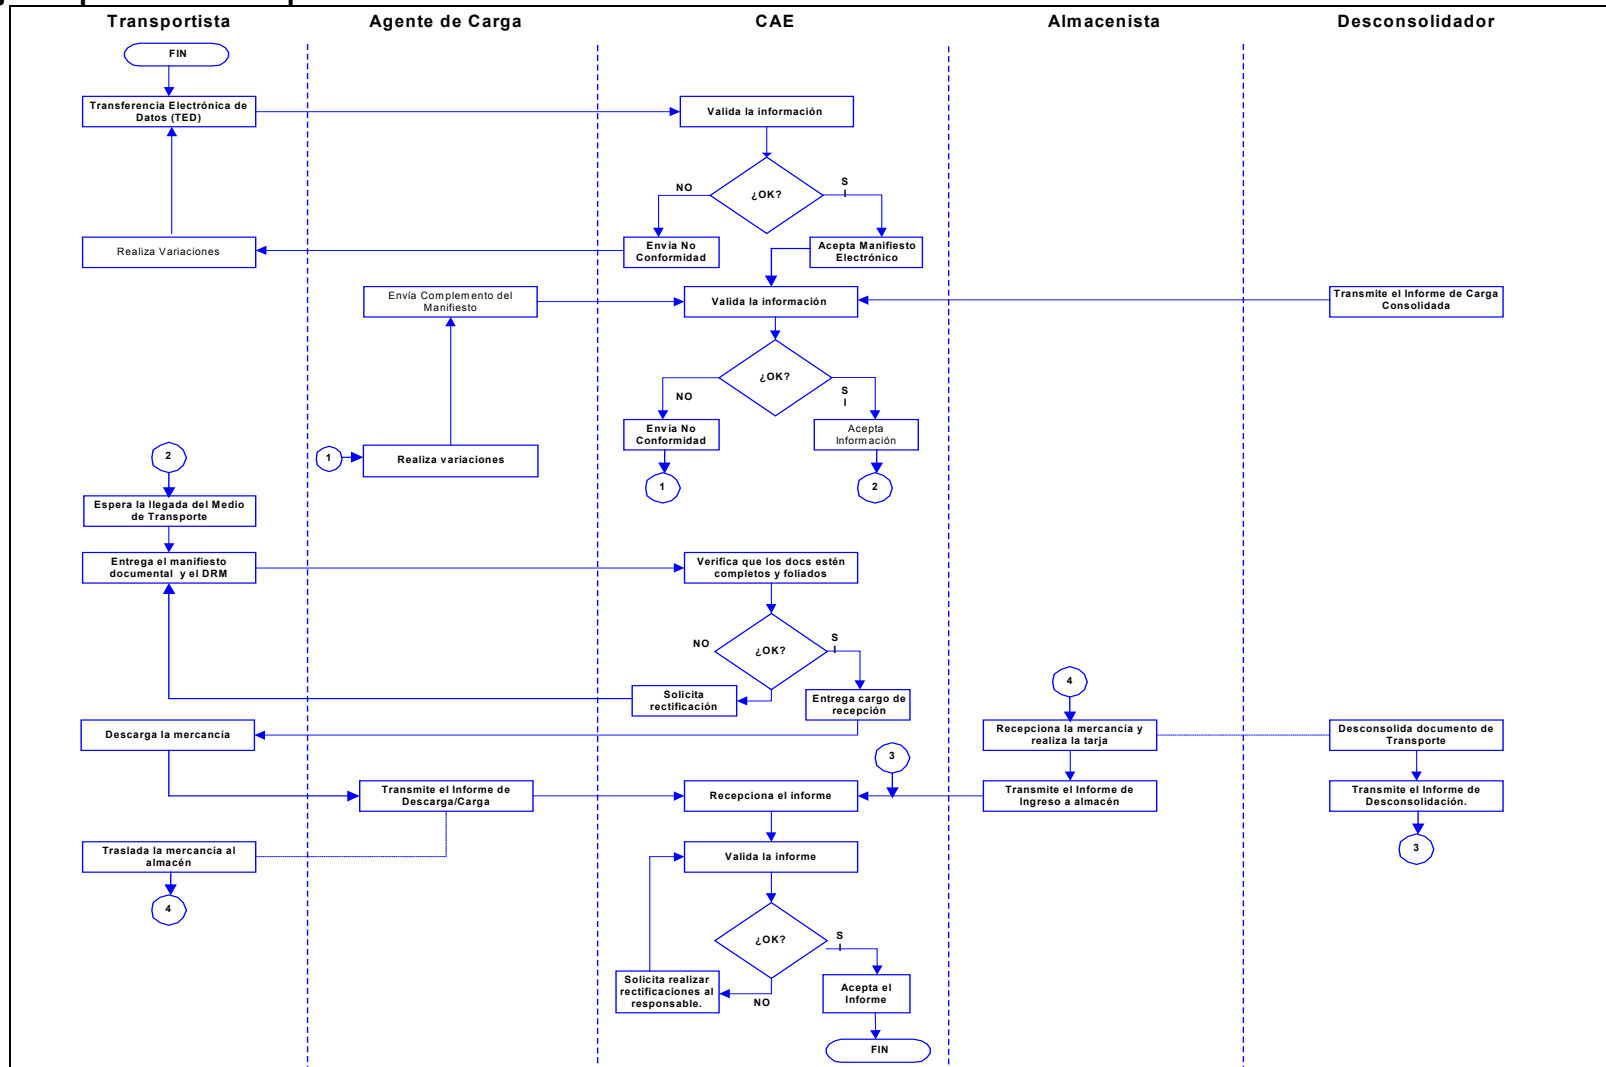 Transportista
Agente de Carga
CAE
Almacenista
Desconsolidador
FIN
Transferencia Electrónica de
Datos (TED)
Valida la información
¿OK?
NO
S
I
Realiza Variaciones
Envía No
Conformidad
Acepta Manifiesto
Electrónico
Envía Complemento del
Manifiesto
Valida la información
Transmite el Informe de Carga
Consolidada
¿OK?
NO
S
I
Envía No
Conformidad
Acepta
Información
1
Realiza variaciones
2
1
2
Espera la llegada del Medio
de Transporte
Entrega el manifiesto
documental y el DRM
Verifica que los docs estén
completos y foliados
¿OK?
NO
S
I
Solicita
rectificación
Entrega cargo de
recepción
4
Descarga la mercancía
Recepciona la mercancía y
realiza la tarja
Desconsolida documento de
Transporte
3
Transmite el Informe de
Descarga/Carga
Recepciona el informe
Transmite el Informe de
Ingreso a almacén
Transmite el Informe de
Desconsolidación.
Traslada la mercancía al
almacén
Valida la informe
3
4
¿OK?
S
I
NO
Solicita realizar
rectificaciones al
responsable.
Acepta el
Informe
FIN